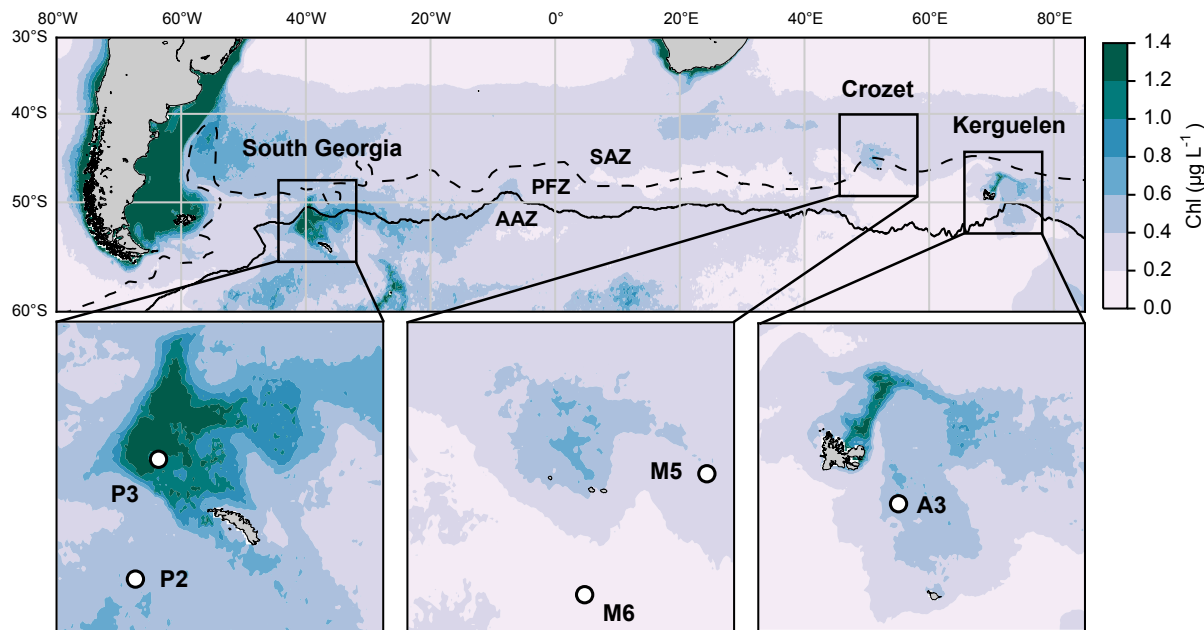 80°W 60°W 40°W 20°W 0° 20°E 40°E 60°E 80°E
30°S
40°S
50°S
60°S
South Georgia
Crozet
Kerguelen
SAZ
PFZ
AAZ
1.4
1.2
1.0
0.8
0.6
0.4
0.2
0.0
Chl (µg L⁻¹)
P3
P2
M5
M6
A3